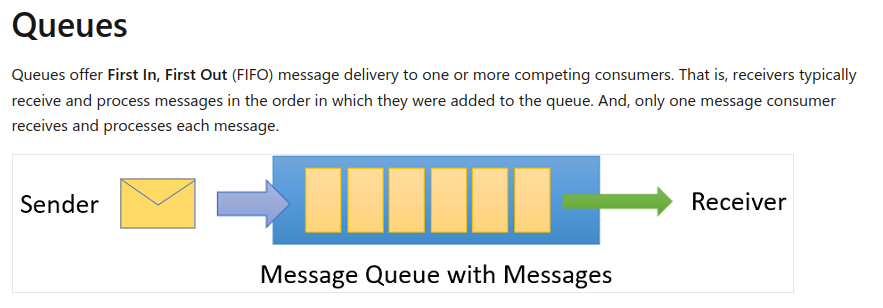 Queues
Queues offer First In, First Out (FIFO) message delivery to one or more competing consumers. That is, receivers typically
receive and process messages in the order in which they were added to the queue. And, only one message consumer
receives and processes each message.
Sender
Receiver
Message Queue with Messages